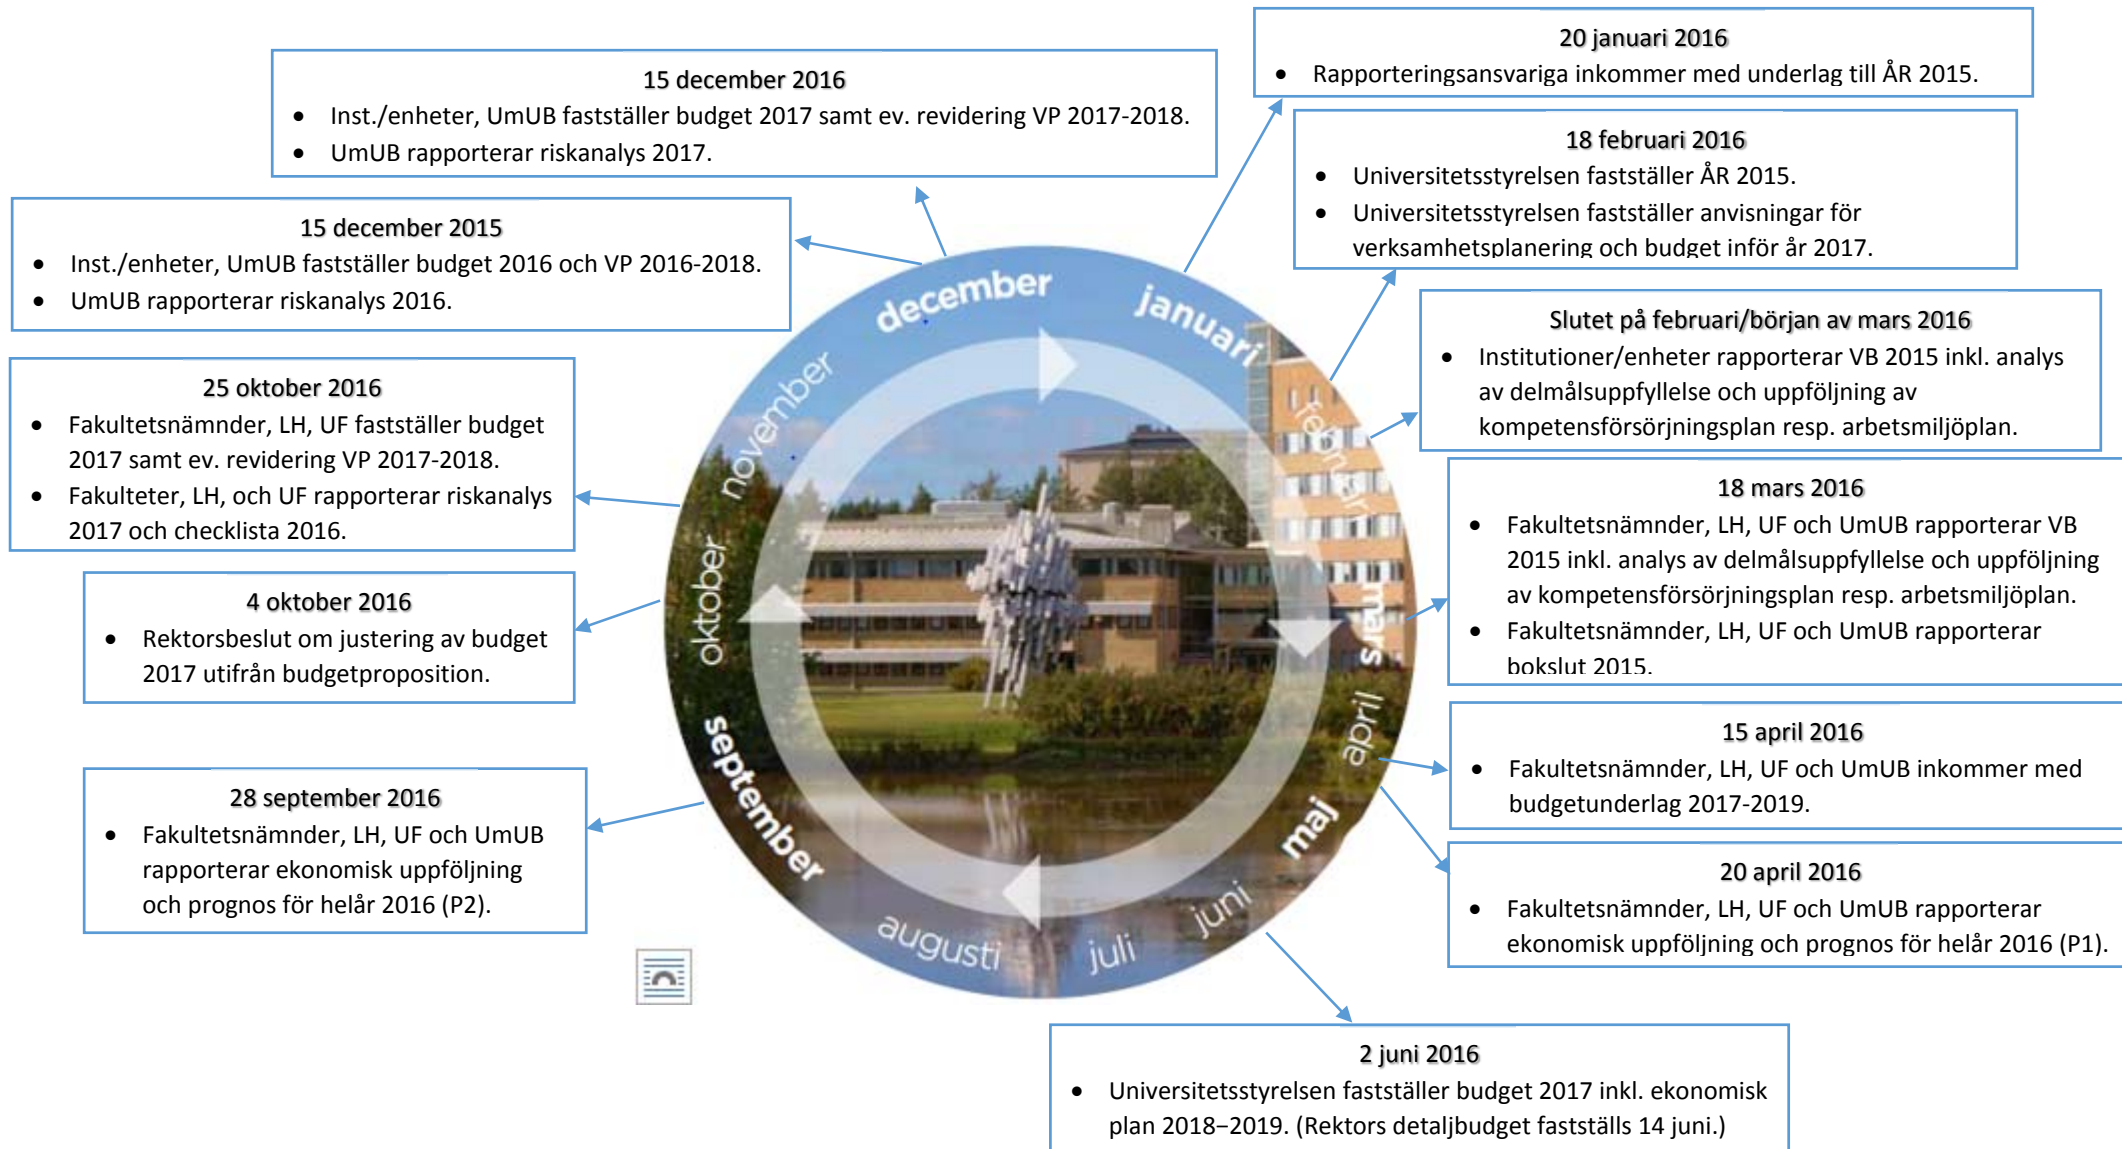 20 januari 2016
• Rapporteringsansvariga inkommer med underlag till ÅR 2015.
18 februari 2016
• Universitetsstyrelsen fastställer ÅR 2015.
• Universitetsstyrelsen fastställer anvisningar för
verksamhetsplanering och budget inför år 2017.
Slutet på februari/början av mars 2016
• Institutioner/enheter rapporterar VB 2015 inkl. analys
av delmålsuppfyllelse och uppföljning av
kompetensförsörjningsplan resp. arbetsmiljöplan.
18 mars 2016
• Fakultetsnämnder, LH, UF och UmUB rapporterar VB
2015 inkl. analys av delmålsuppfyllelse och uppföljning
av kompetensförsörjningsplan resp. arbetsmiljöplan.
• Fakultetsnämnder, LH, UF och UmUB rapporterar
bokslut 2015.
15 april 2016
• Fakultetsnämnder, LH, UF och UmUB inkommer med
budgetunderlag 2017-2019.
20 april 2016
• Fakultetsnämnder, LH, UF och UmUB rapporterar
ekonomisk uppföljning och prognos för helår 2016 (P1).
2 juni 2016
• Universitetsstyrelsen fastställer budget 2017 inkl. ekonomisk
plan 2018–2019. (Rektors detaljbudget fastställs 14 juni.)
28 september 2016
• Fakultetsnämnder, LH, UF och UmUB
rapporterar ekonomisk uppföljning
och prognos för helår 2016 (P2).
4 oktober 2016
• Rektorsbeslut om justering av budget
2017 utifrån budgetproposition.
25 oktober 2016
• Fakultetsnämnder, LH, UF fastställer budget
2017 samt ev. revidering VP 2017-2018.
• Fakulteter, LH, och UF rapporterar riskanalys
2017 och checklista 2016.
15 december 2015
• Inst./enheter, UmUB fastställer budget 2016 och VP 2016-2018.
• UmUB rapporterar riskanalys 2016.
15 december 2016
• Inst./enheter, UmUB fastställer budget 2017 samt ev. revidering VP 2017-2018.
• UmUB rapporterar riskanalys 2017.
januari
februari
mars
april
maj
juni
juli
augusti
september
oktober
november
december